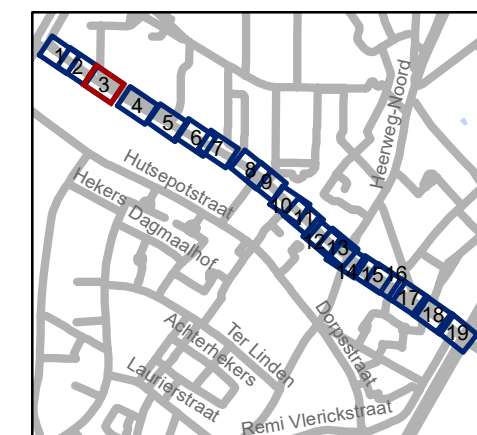 1
2
3
4
5
6
7
8
9
10
11
12
13
14
15
16
17
18
19
Heerweg-Noord
Hutsepotstraat
Hekers
Dagmaalhof
Dorpsstraat
Ter Linden
Achterhekers
Laurierstraat
Remi Vlerickstraat